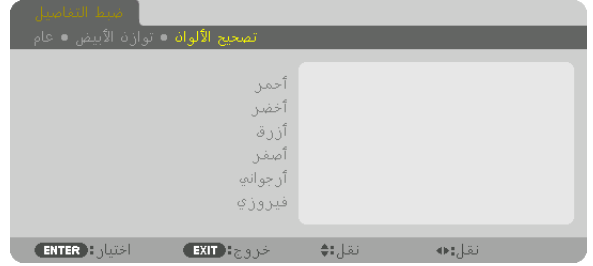 ضبط التفاصيل
عام • توازن الأبيض • تصحيح الألوان
أحمر
أخضر
أزرق
أصفر
أرجواني
فيروزي
ENTER: اختيار EXIT: خروج نقل: نقل: